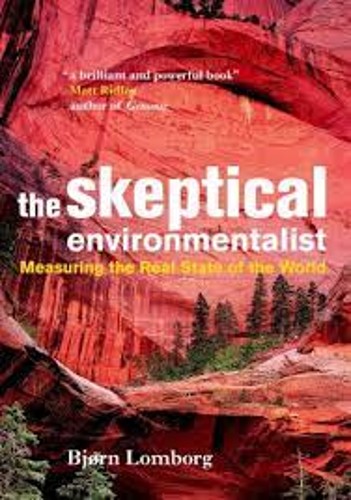 "a brilliant and powerful book"
Matt Ridley
author of Genome
the skeptical
environmentalist
Measuring the Real State of the World
Bjørn Lomborg